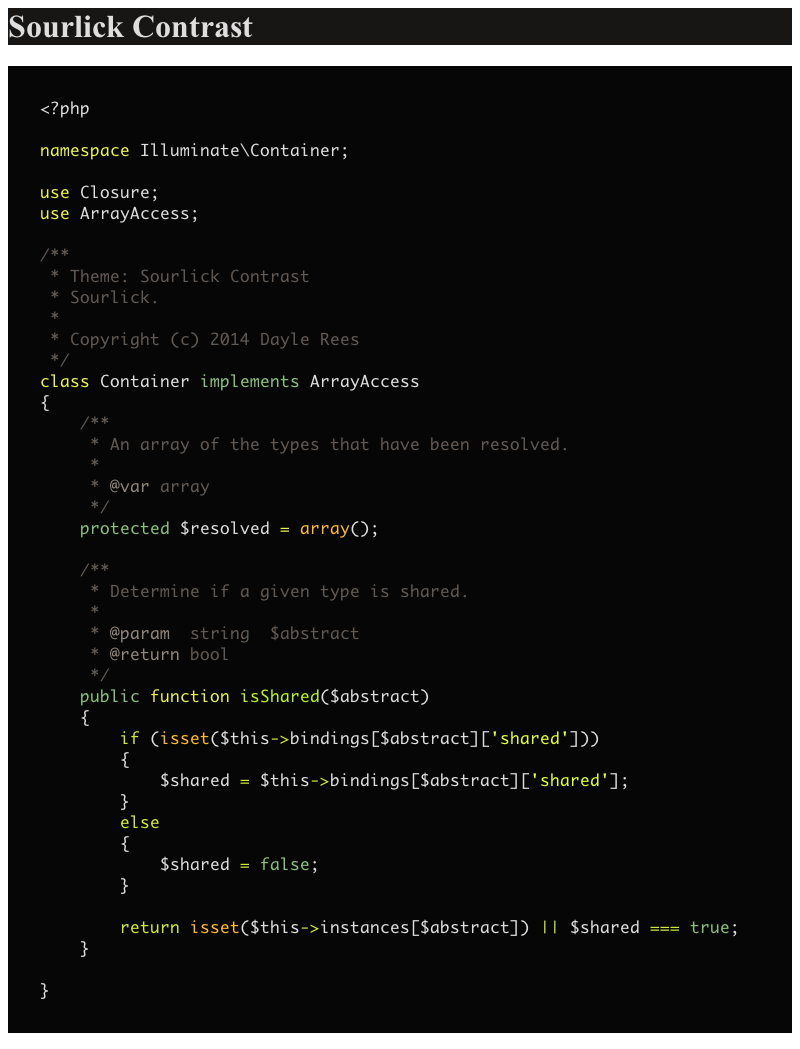 Sourlick Contrast
<?php
namespace Illuminate\Container;
use Closure;
use ArrayAccess;
/**
 * Theme: Sourlick Contrast
 * Sourlick.
 *
 * Copyright (c) 2014 Dayle Rees
 */
class Container implements ArrayAccess
{
    /**
     * An array of the types that have been resolved.
     *
     * @var array
     */
    protected $resolved = array();
    /**
     * Determine if a given type is shared.
     *
     * @param  string  $abstract
     * @return bool
     */
    public function isShared($abstract)
    {
        if (isset($this->bindings[$abstract]['shared']))
        {
            $shared = $this->bindings[$abstract]['shared'];
        }
        else
        {
            $shared = false;
        }
        return isset($this->instances[$abstract]) || $shared === true;
    }
}